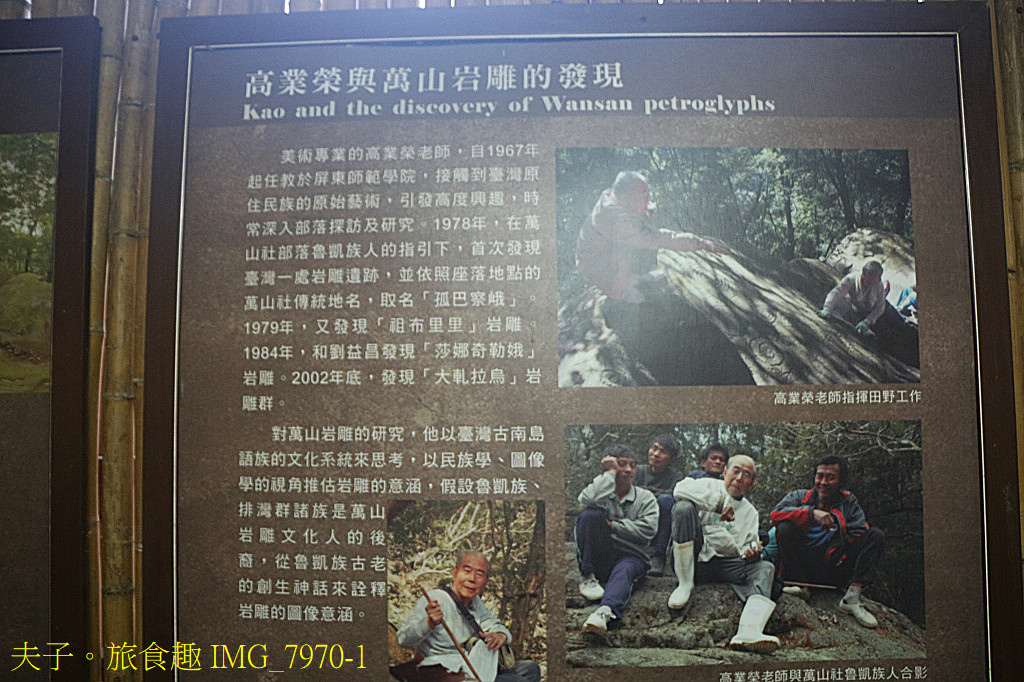 高業榮與萬山岩雕的發現
Kao and the discovery of Wansan petroglyphs
美術專業的高業榮老師，自1967年
起任教於屏東師範學院，接觸到臺灣原
住民族的原始藝術，引發高度興趣，時
常深入部落探訪及研究。1978年，在萬
山社部落魯凱族人的指引下，首次發現
臺灣一處岩雕遺跡，並依照座落地點的
萬山社傳統地名，取名「孤巴察峨」。
1979年，又發現「祖布里里」岩雕。
1984年，和劉益昌發現「莎娜奇勒娥」
岩雕。2002年底，發現「大軋拉烏」岩
雕群。
對萬山岩雕的研究，他以臺灣古南島
語族的文化系統來思考，以民族學、圖像
學的視角推估岩雕的意涵，假設魯凱族、
排灣群諸族是萬山
岩雕文化人的後
裔，從魯凱族古老
的創生神話來詮釋
岩雕的圖像意涵。
高業榮老師指揮田野工作
高業榮老師與萬山社魯凱族人合影
夫子。旅食趣 IMG_7970-1